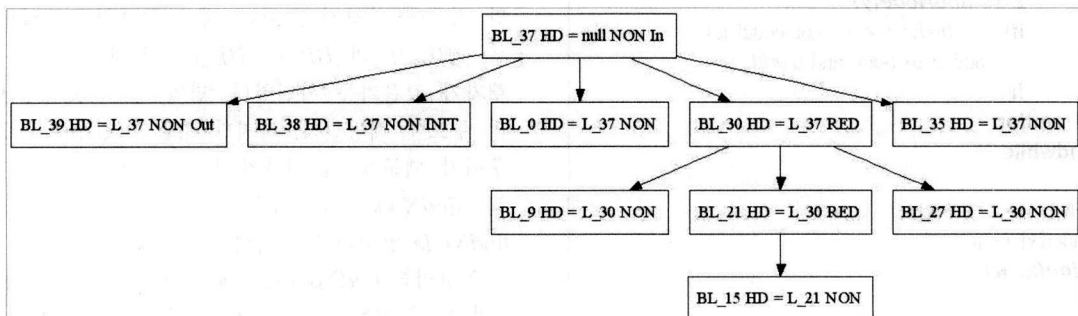 BL_37 HD = null NON In
BL_39 HD = L_37 NON Out
BL_38 HD = L_37 NON INIT
BL_0 HD = L_37 NON
BL_30 HD = L_37 RED
BL_35 HD = L_37 NON
BL_9 HD = L_30 NON
BL_21 HD = L_30 RED
BL_27 HD = L_30 NON
BL_15 HD = L_21 NON